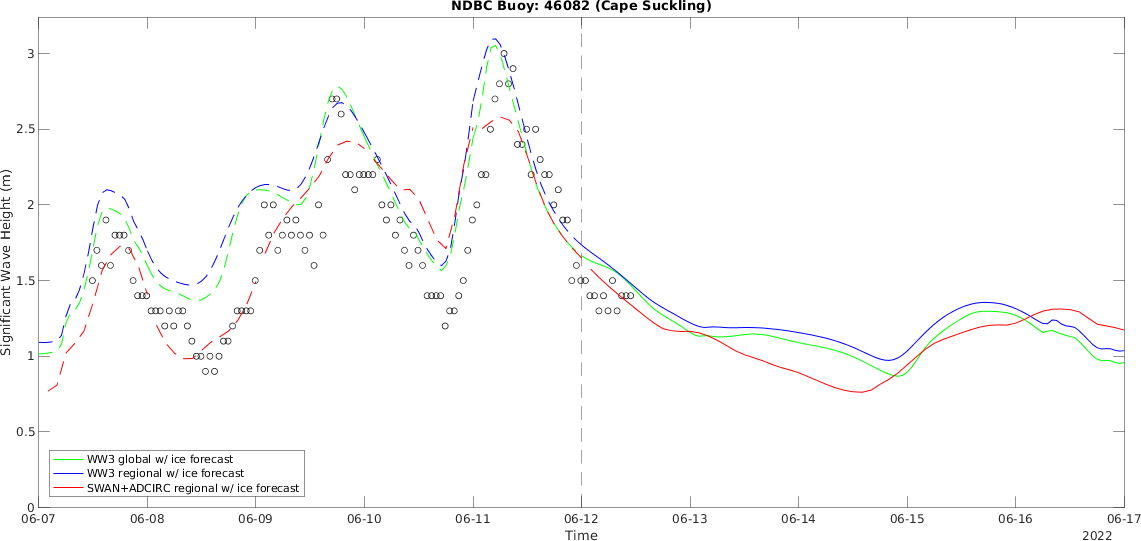 NDBC Buoy: 46082 (Cape Suckling)
Significant Wave Height (m)
3
2.5
2
1.5
1
0.5
0
WW3 global w/ ice forecast
WW3 regional w/ ice forecast
SWAN+ADCIRC regional w/ ice forecast
06-07 06-08 06-09 06-10 06-11 06-12 06-13 06-14 06-15 06-16 06-17
Time
2022